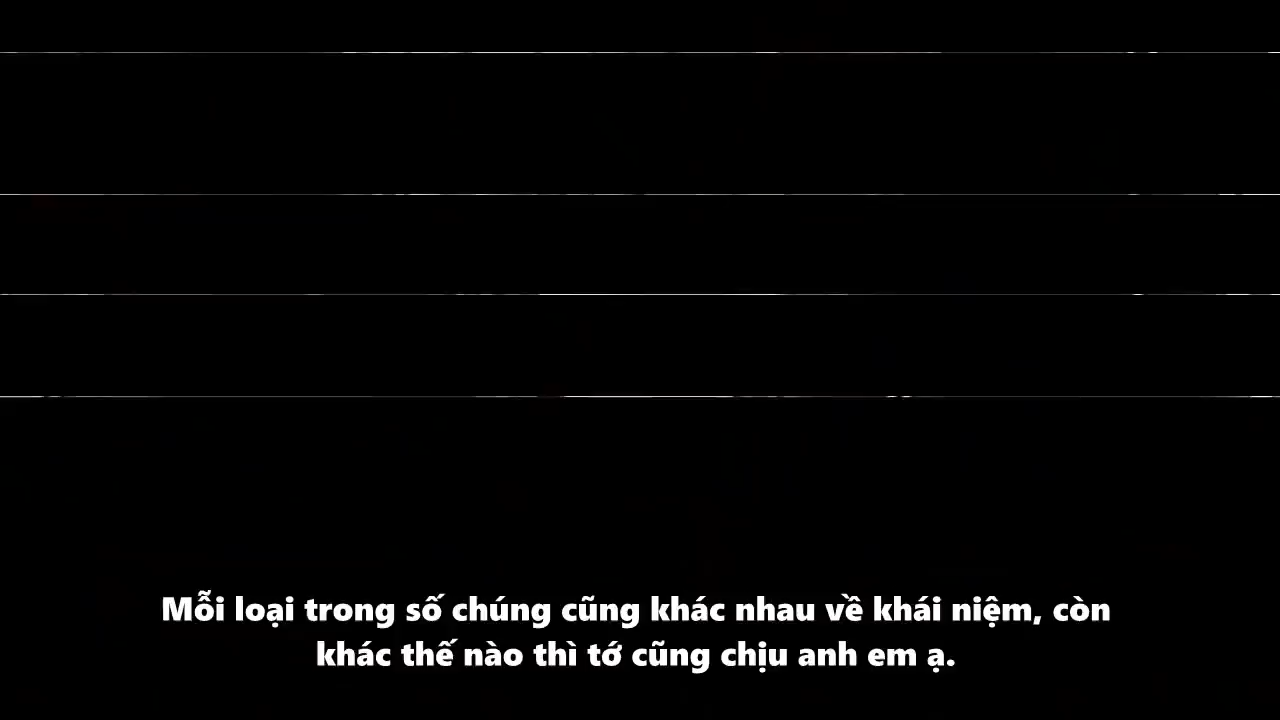 Mỗi loại trong số chúng cũng khác nhau về khái niệm, còn
khác thế nào thì tớ cũng chịu anh em ạ.